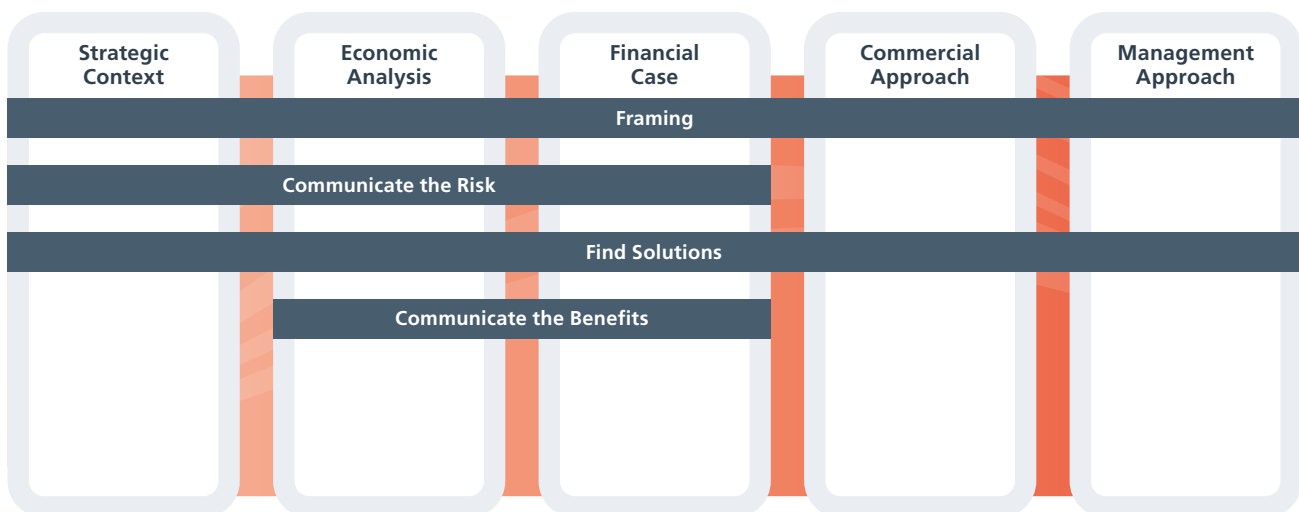 Strategic
Context
Economic
Analysis
Financial
Case
Commercial
Approach
Management
Approach
Framing
Communicate the Risk
Find Solutions
Communicate the Benefits